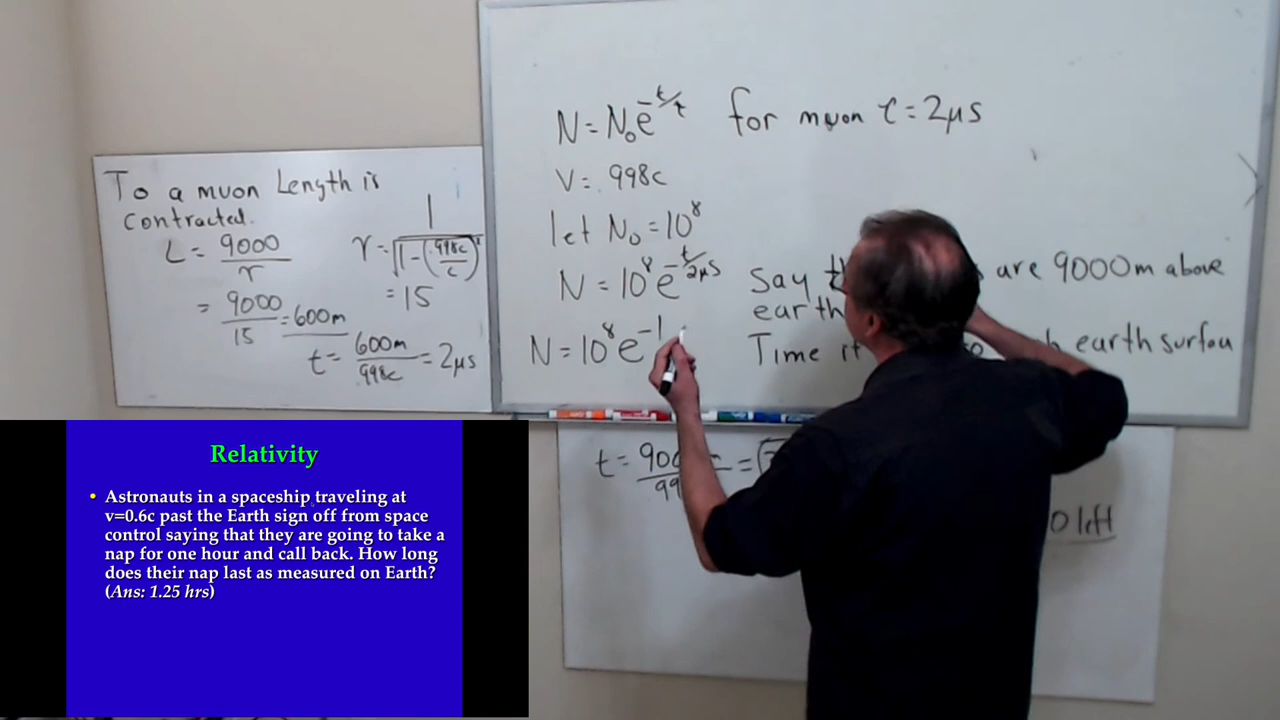 To a muon Length is
contracted.
L = 9000/γ
= 9000/15 = 600m
γ = 1/√(1-(.998c/c)²
= 15
t = 600m/.998c = 2μs
N = N₀e^-t/τ for muon τ = 2μs
V = .998c
let N₀ = 10⁸
N = 10⁸e^-t/2μs
Say are 9000m above
earth
N = 10⁸e^-1
Time it earth surfau
t =
0 left
Relativity
• Astronauts in a spaceship traveling at
v=0.6c past the Earth sign off from space
control saying that they are going to take a
nap for one hour and call back. How long
does their nap last as measured on Earth?
(Ans: 1.25 hrs)